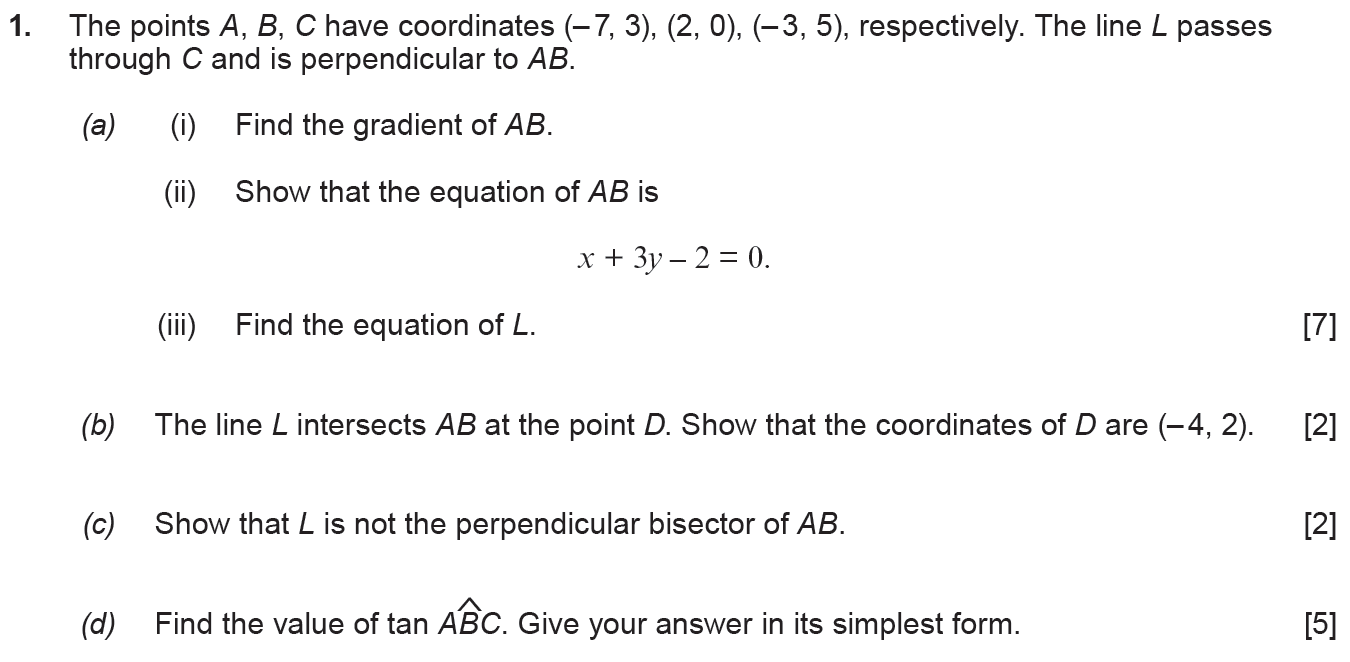 1. The points A, B, C have coordinates (–7, 3), (2, 0), (–3, 5), respectively. The line L passes
through C and is perpendicular to AB.
(a) (i) Find the gradient of AB.
(ii) Show that the equation of AB is
x + 3y – 2 = 0.
(iii) Find the equation of L. [7]
(b) The line L intersects AB at the point D. Show that the coordinates of D are (–4, 2). [2]
(c) Show that L is not the perpendicular bisector of AB. [2]
(d) Find the value of tan AB̂C. Give your answer in its simplest form. [5]